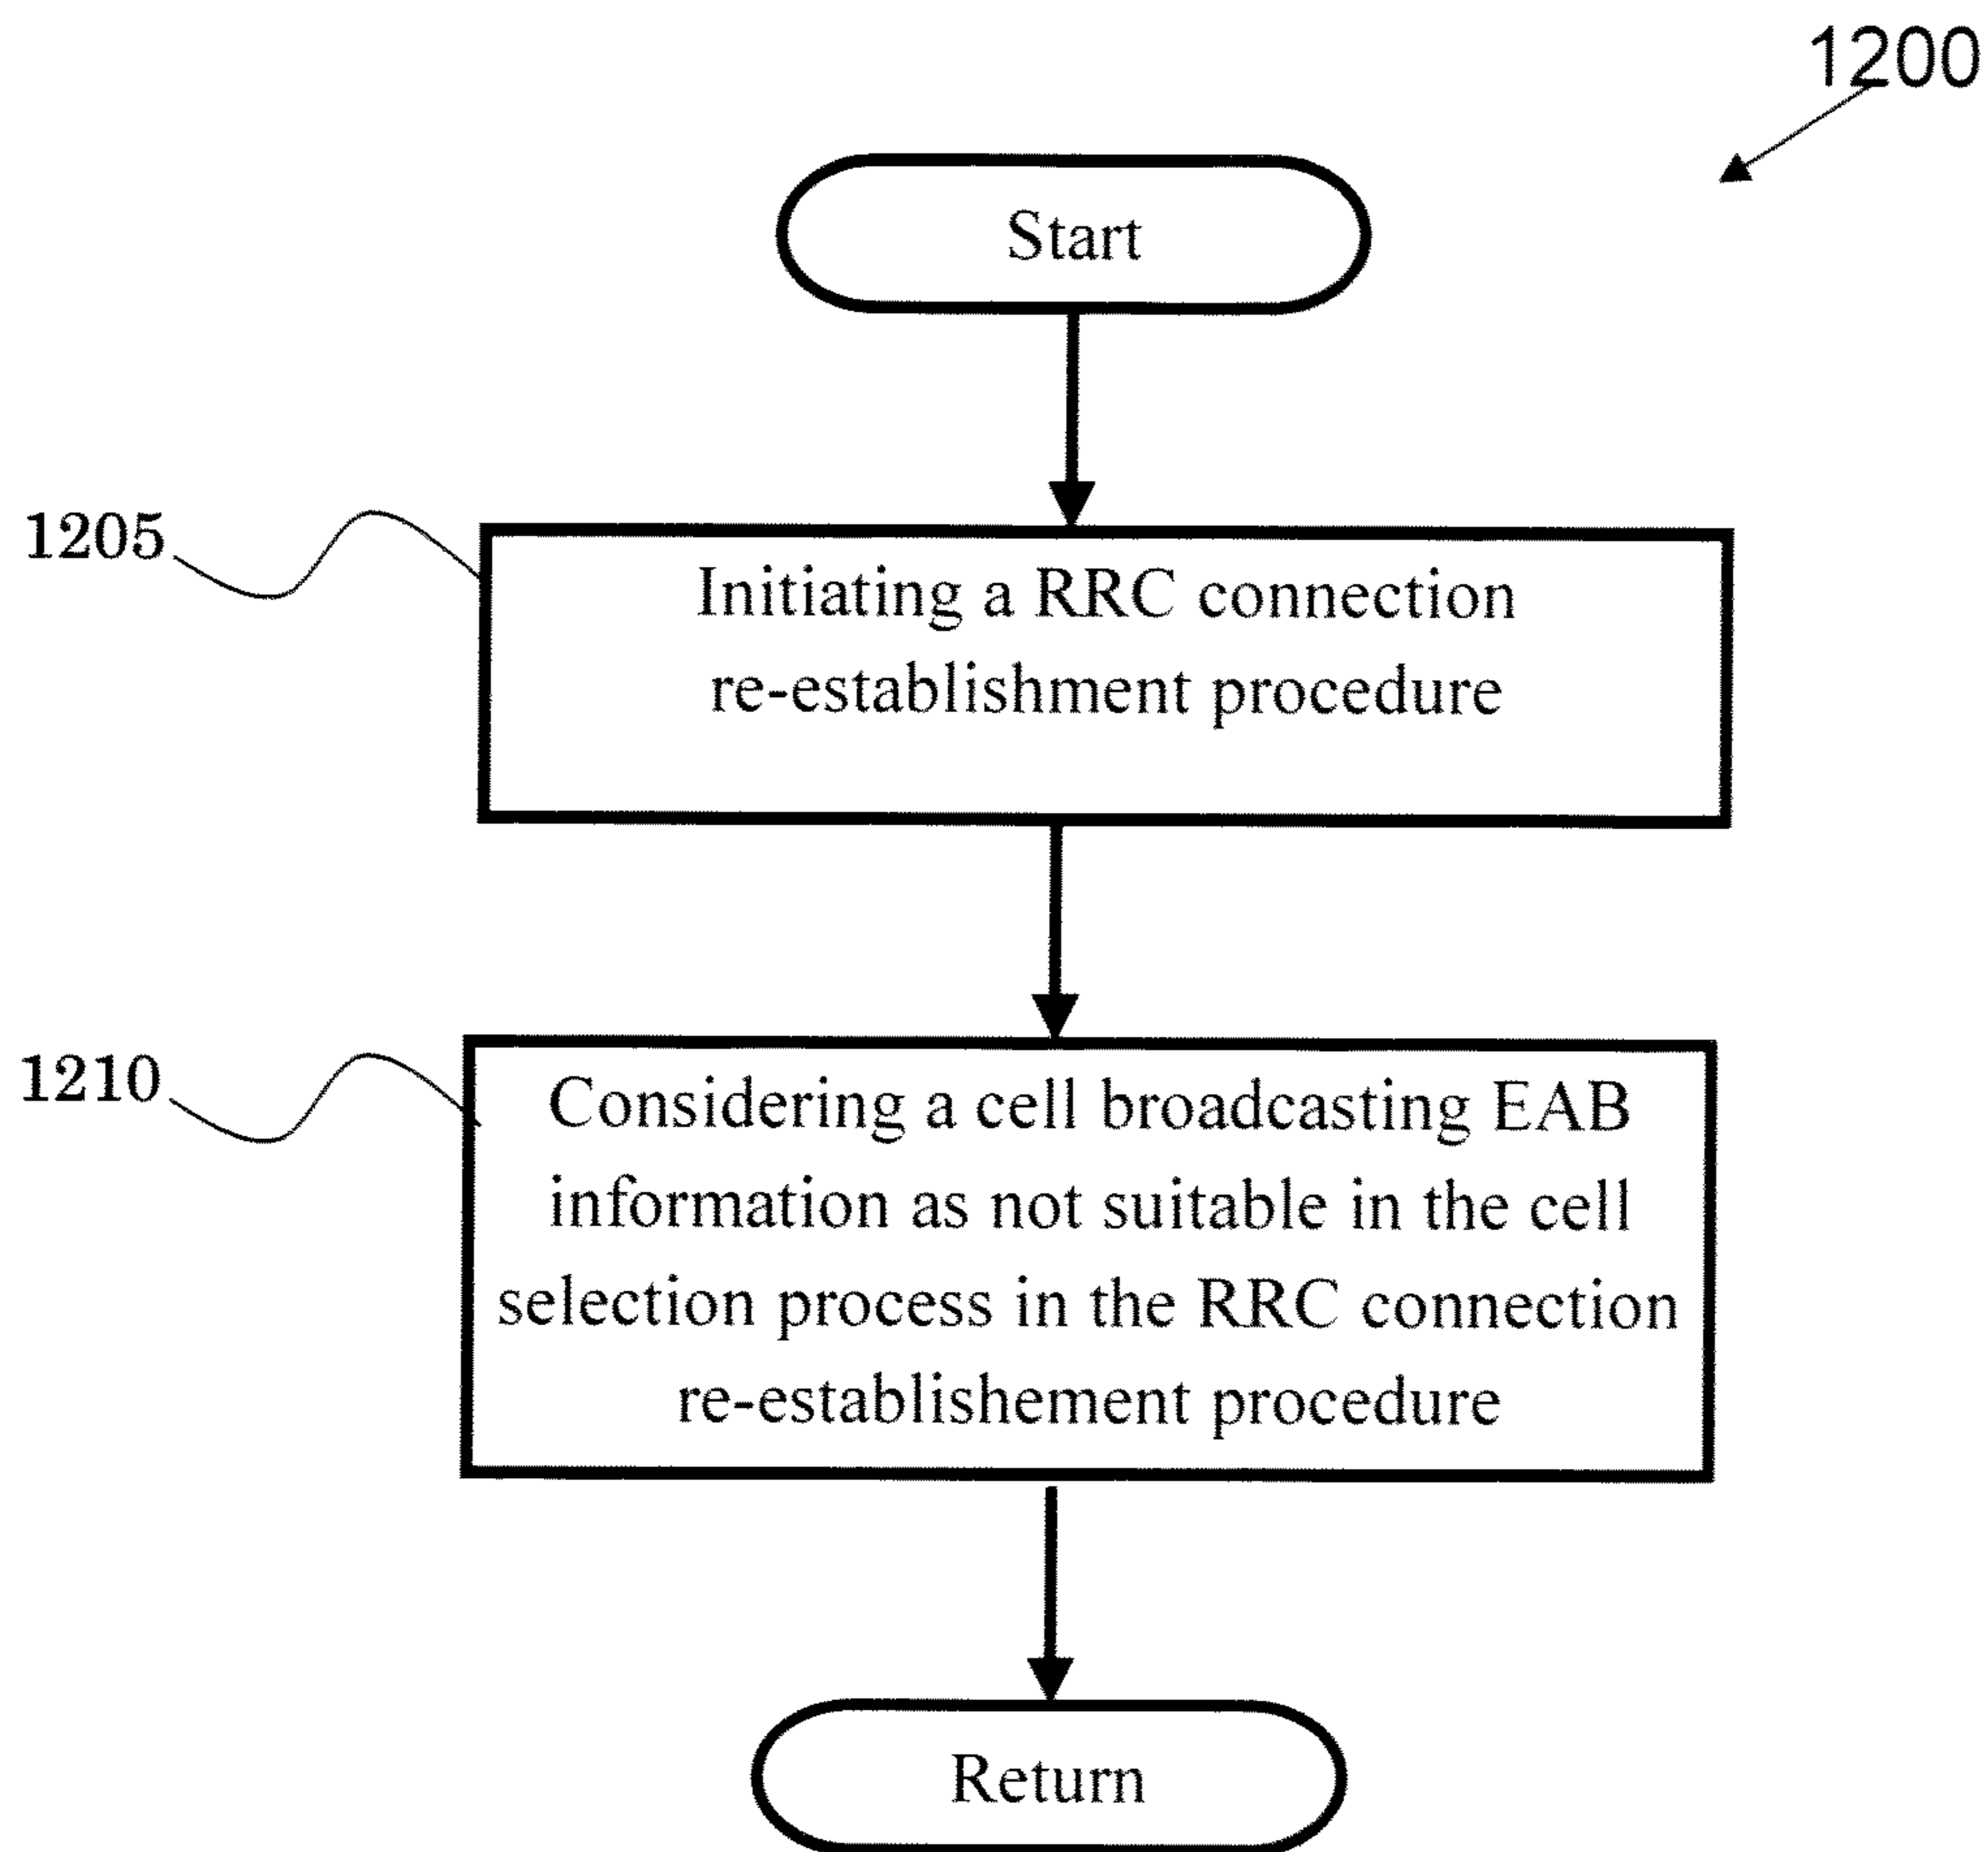 1200
Start
1205
Initiating a RRC connection
re-establishment procedure
1210
Considering a cell broadcasting EAB
information as not suitable in the cell
selection process in the RRC connection
re-establishement procedure
Return